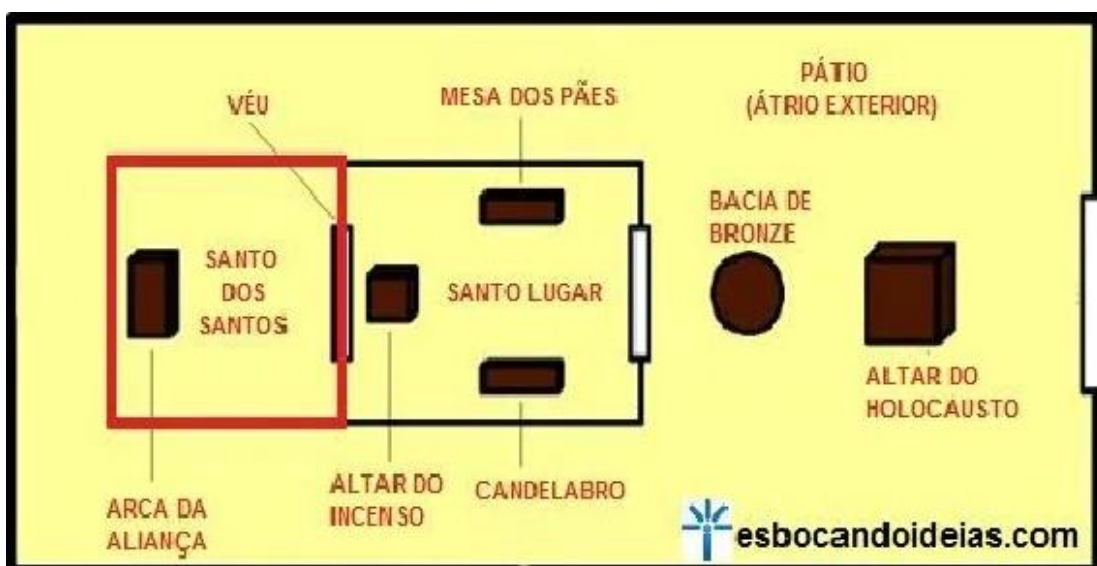 PÁTIO
(ÁTRIO EXTERIOR)
VÉU
MESA DOS PÃES
BACIA DE
BRONZE
SANTO
DOS
SANTOS
SANTO LUGAR
ALTAR DO
HOLOCAUSTO
ARCA DA
ALIANÇA
ALTAR DO
INCENSO
CANDELABRO
esbocandoideias.com